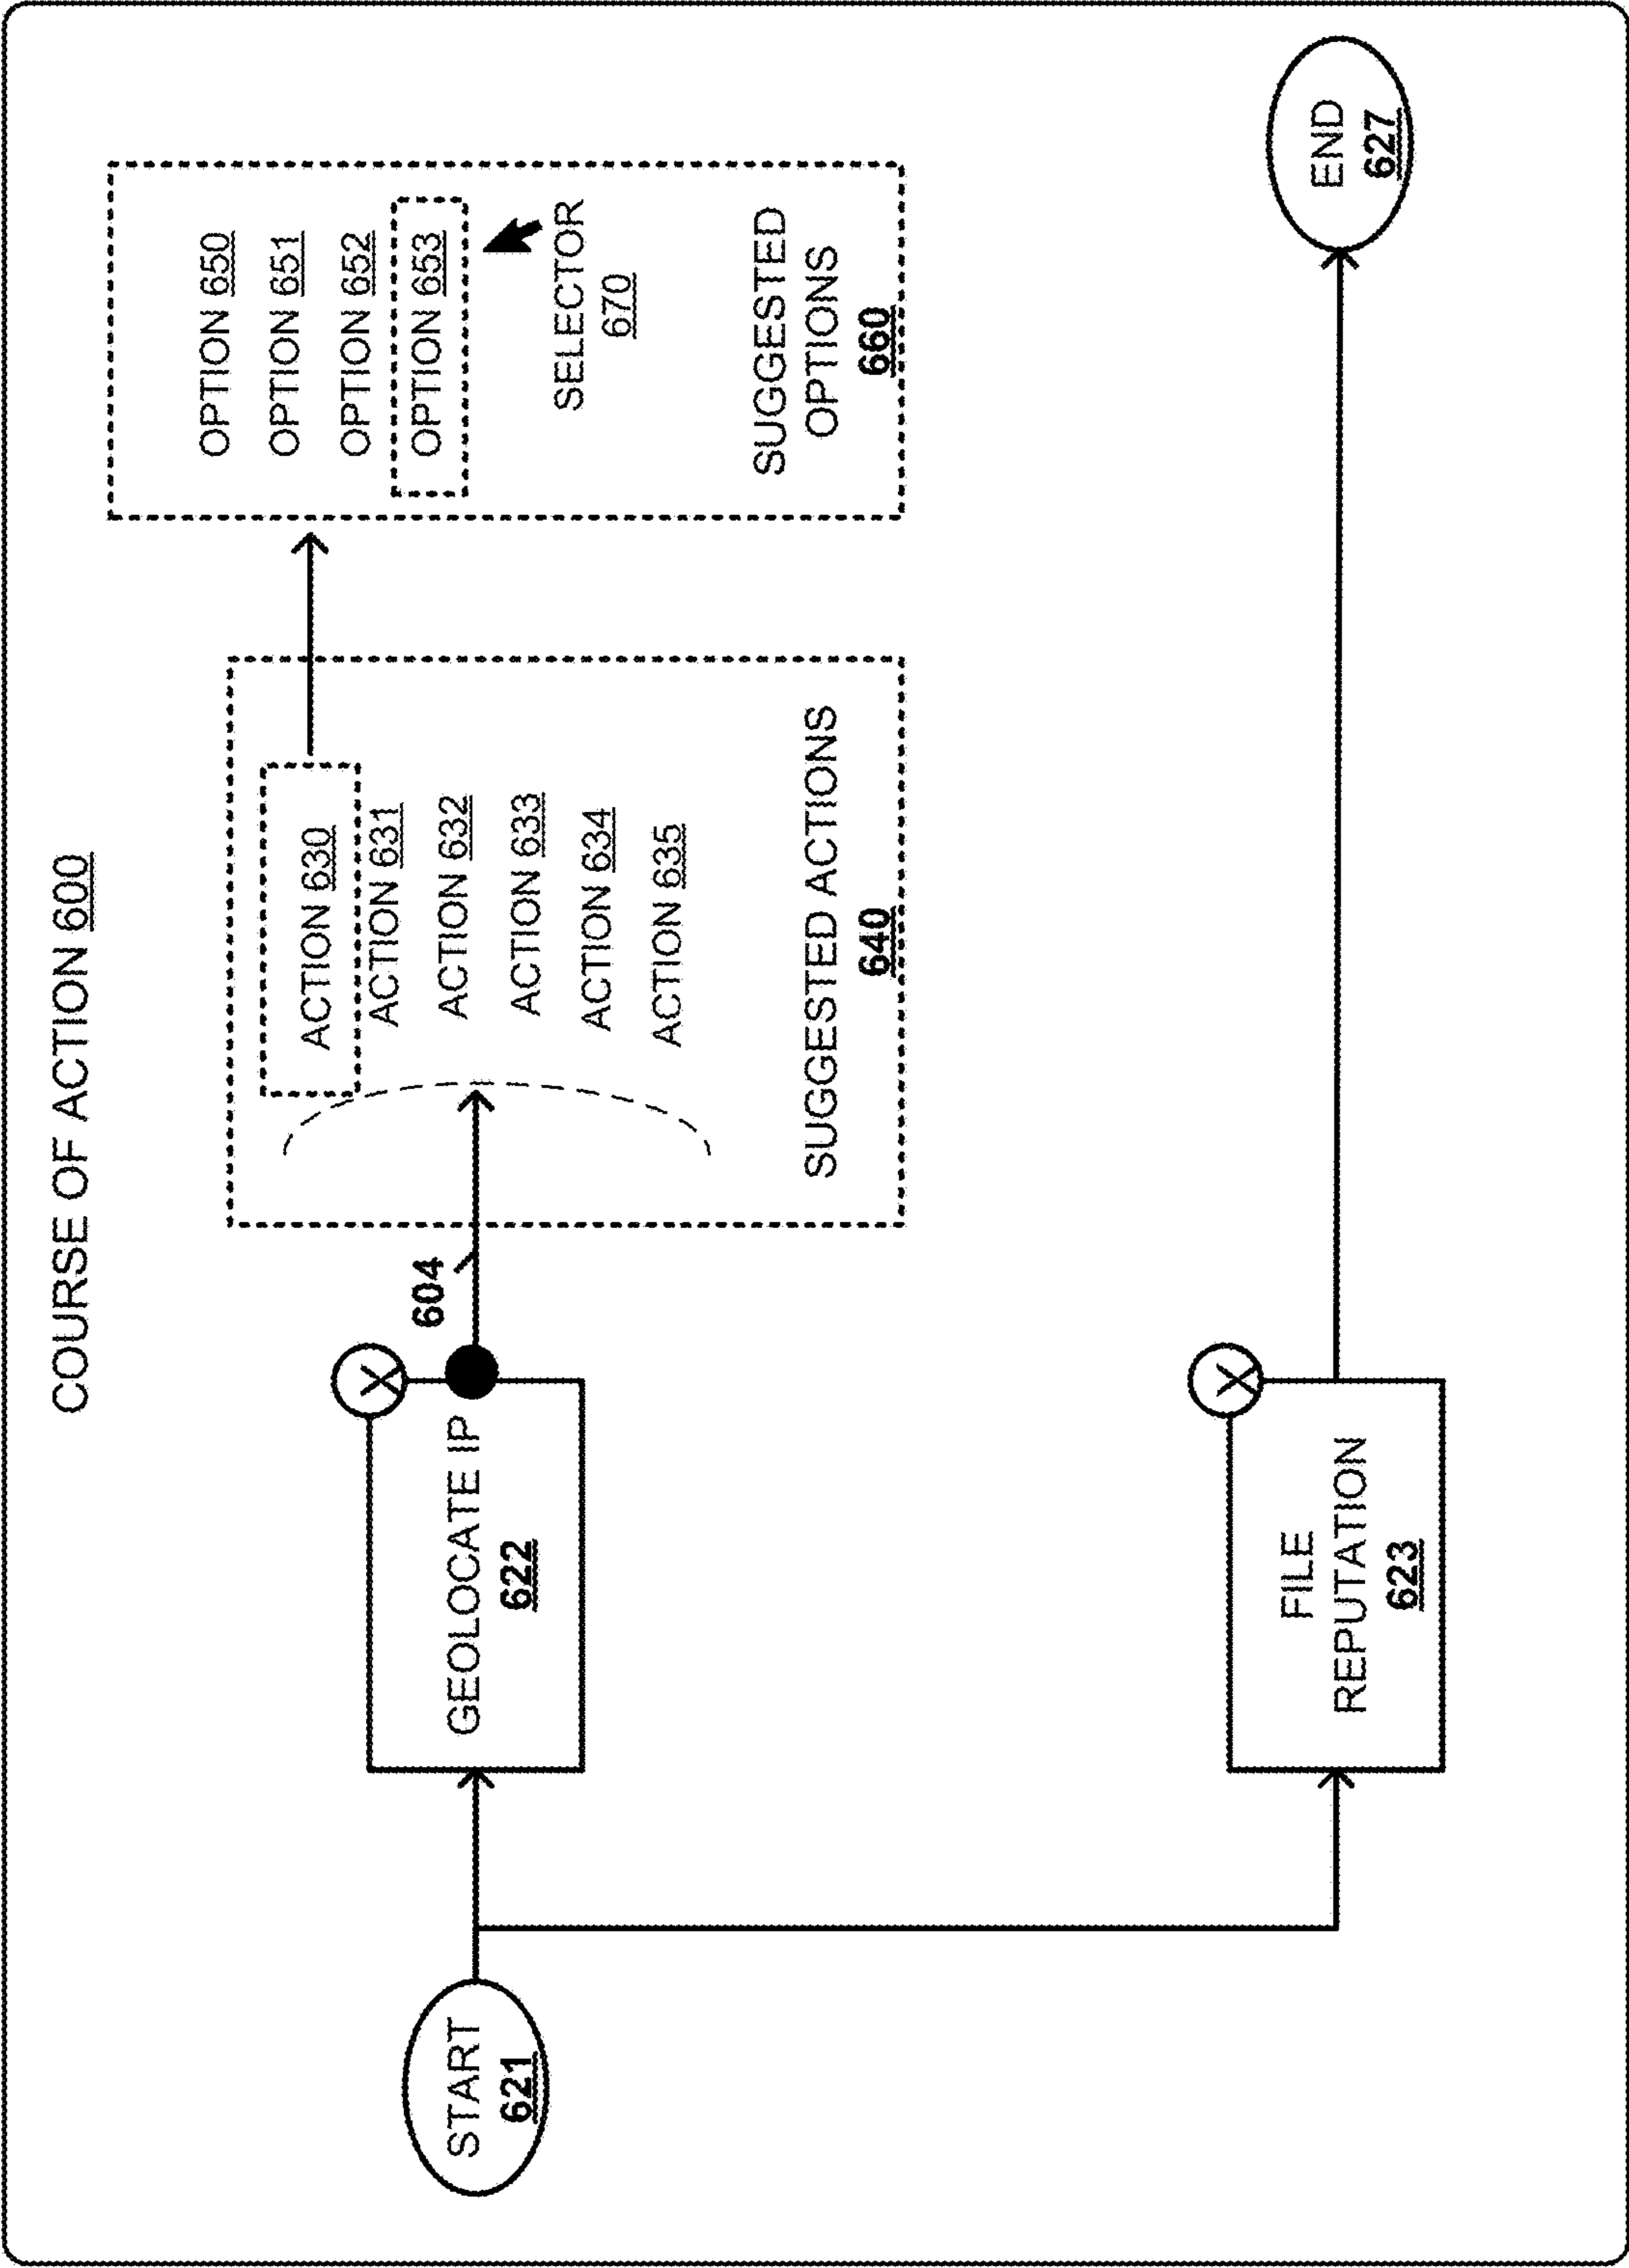 COURSE OF ACTION 600
START
621
GEOLOCATE IP
622
X
604
ACTION 630
ACTION 631
ACTION 632
ACTION 633
ACTION 634
ACTION 635
SUGGESTED ACTIONS
640
OPTION 650
OPTION 651
OPTION 652
OPTION 653
SELECTOR
670
SUGGESTED
OPTIONS
660
FILE
REPUTATION
623
X
END
627